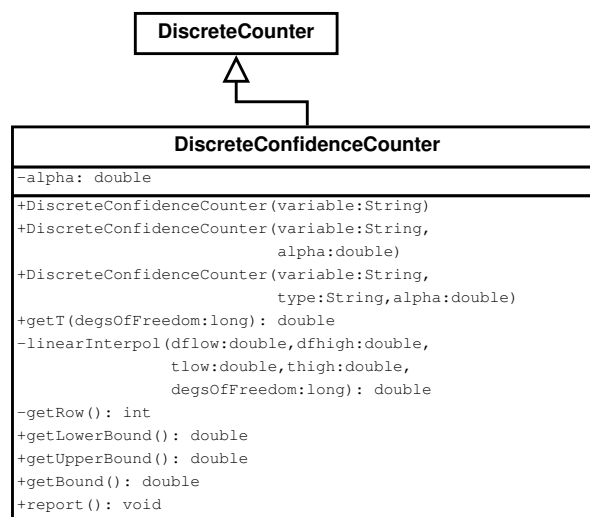 DiscreteCounter
DiscreteConfidenceCounter
-alpha: double
+DiscreteConfidenceCounter(variable:String)
+DiscreteConfidenceCounter(variable:String,
alpha:double)
+DiscreteConfidenceCounter(variable:String,
type:String,alpha:double)
+getT(degsOfFreedom:long): double
-linearInterpol(dflow:double,dfhigh:double,
tlow:double,thigh:double,
degsOfFreedom:long): double
-getRow(): int
+getLowerBound(): double
+getUpperBound(): double
+getBound(): double
+report(): void